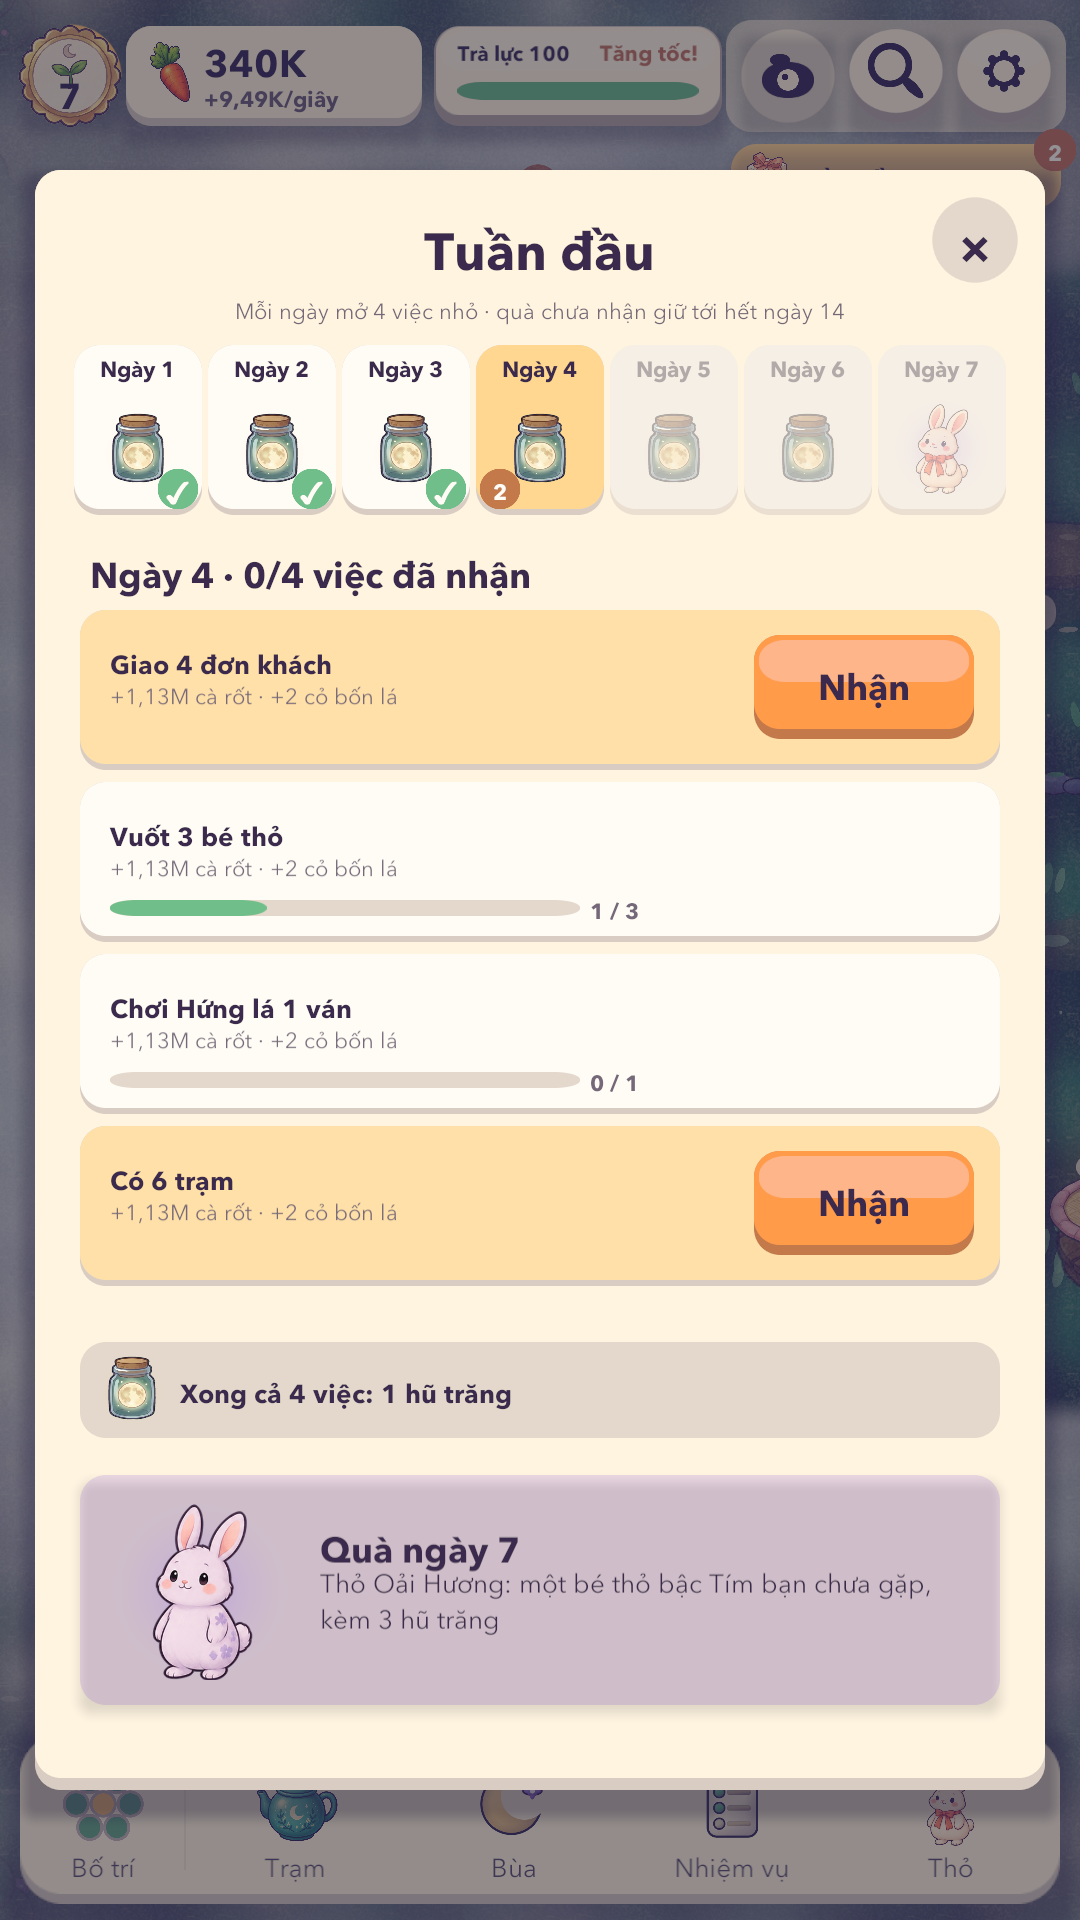 7
340K
+9,49K/giây
Trà lực 100
Tăng tốc!
2
Tuần đầu
×
Mỗi ngày mở 4 việc nhỏ · quà chưa nhận giữ tới hết ngày 14
Ngày 1
Ngày 2
Ngày 3
Ngày 4
Ngày 5
Ngày 6
Ngày 7
2
Ngày 4 · 0/4 việc đã nhận
Giao 4 đơn khách
+1,13M cà rốt · +2 cỏ bốn lá
Nhận
Vuốt 3 bé thỏ
+1,13M cà rốt · +2 cỏ bốn lá
1 / 3
Chơi Hứng lá 1 ván
+1,13M cà rốt · +2 cỏ bốn lá
0 / 1
Có 6 trạm
+1,13M cà rốt · +2 cỏ bốn lá
Nhận
Xong cả 4 việc: 1 hũ trăng
Quà ngày 7
Thỏ Oải Hương: một bé thỏ bậc Tím bạn chưa gặp,
kèm 3 hũ trăng
Bố trí
Trạm
Bùa
Nhiệm vụ
Thỏ